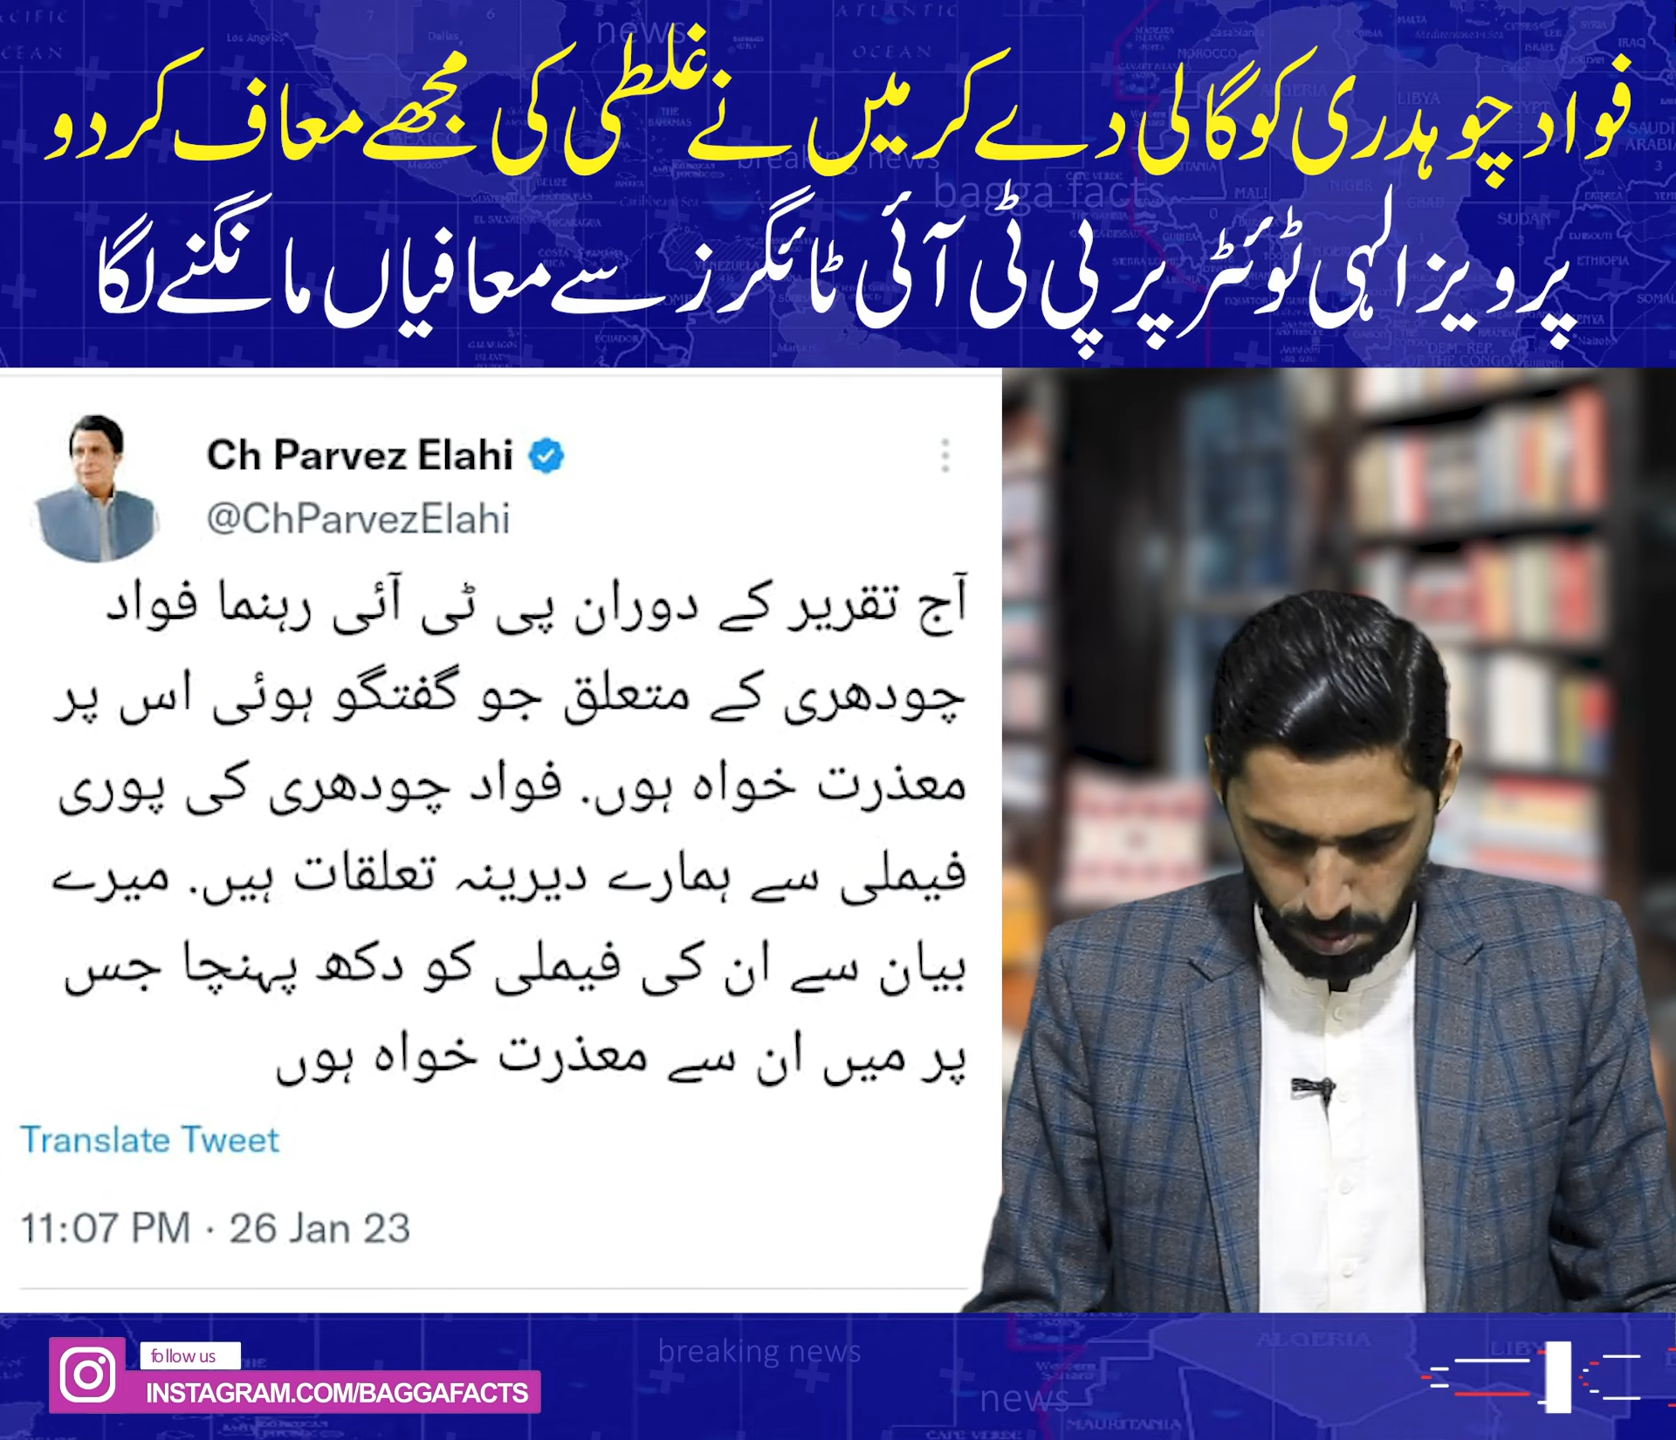 فواد چوہدری کو گالی دے کر میں نے غلطی کی مجھے معاف کر دو
پرویز الہی ٹوئٹر پر پی ٹی آئی ٹائگرز سے معافیاں مانگنے لگا
Ch Parvez Elahi
@ChParvezElahi
آج تقریر کے دوران پی ٹی آئی رہنما فواد
چودھری کے متعلق جو گفتگو ہوئی اس پر
معذرت خواہ ہوں. فواد چودھری کی پوری
فیملی سے ہمارے دیرینہ تعلقات ہیں. میرے
بیان سے ان کی فیملی کو دکھ پہنچا جس
پر میں ان سے معذرت خواہ ہوں
Translate Tweet
11:07 PM · 26 Jan 23
follow us
INSTAGRAM.COM/BAGGAFACTS
breaking news
news